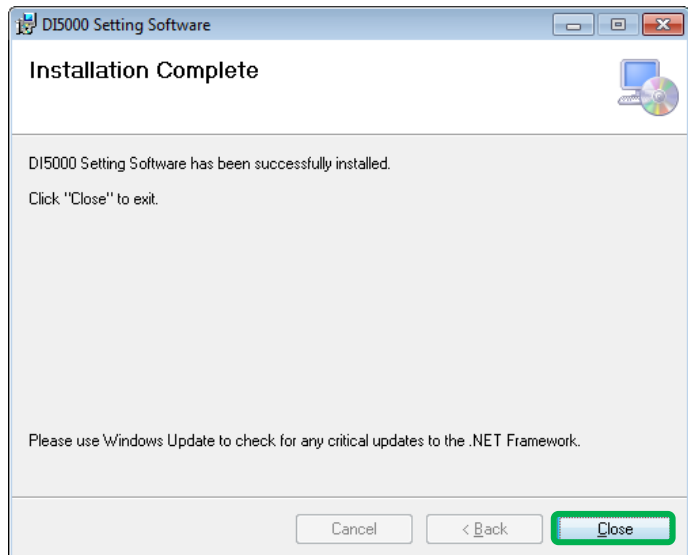 DI5000 Setting Software
Installation Complete
DI5000 Setting Software has been successfully installed.
Click "Close" to exit.
Please use Windows Update to check for any critical updates to the .NET Framework.
Cancel
< Back
Close